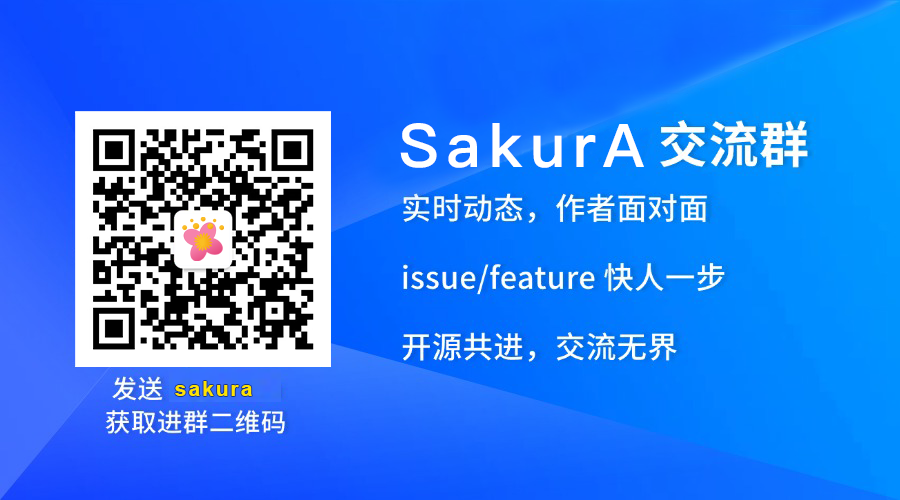 SakurA 交流群
实时动态，作者面对面
issue/feature 快人一步
开源共进，交流无界
发送 sakura
获取进群二维码